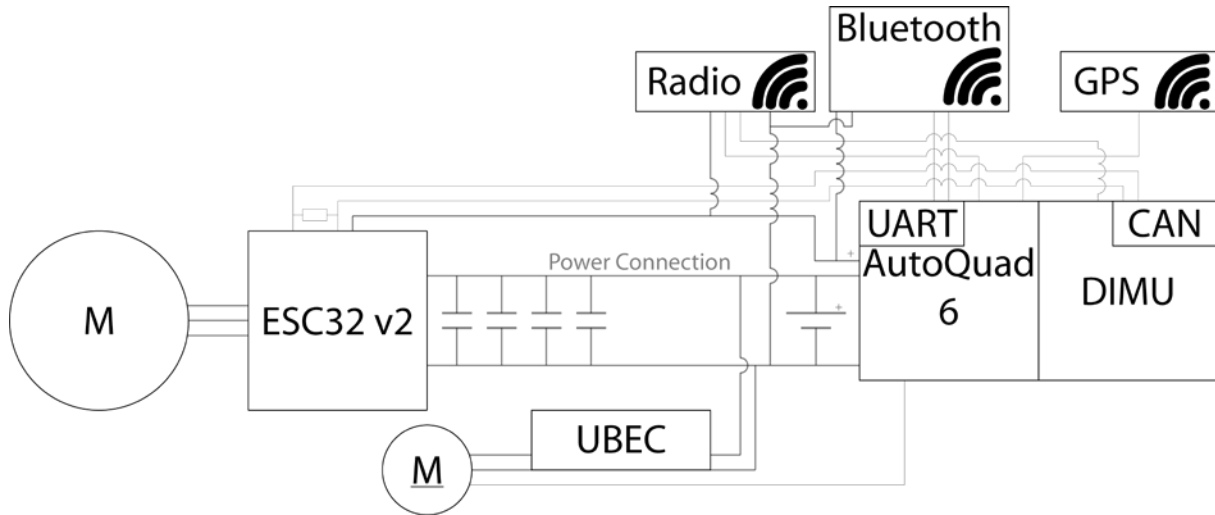 Bluetooth
Radio
GPS
UART
CAN
AutoQuad
6
DIMU
Power Connection
+
+
M
ESC32 v2
UBEC
M